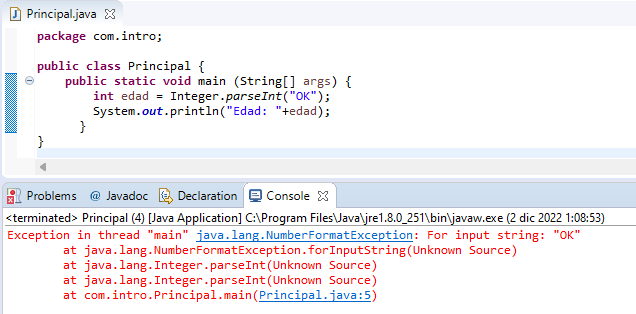 Principal.java
package com.intro;
public class Principal {
public static void main (String[] args) {
int edad = Integer.parseInt("OK");
System.out.println("Edad: "+edad);
}
}
Problems @ Javadoc Declaration Console
<terminated> Principal (4) [Java Application] C:\Program Files\Java\jre1.8.0_251\bin\javaw.exe (2 dic 2022 1:08:53)
Exception in thread "main" java.lang.NumberFormatException: For input string: "OK"
at java.lang.NumberFormatException.forInputString(Unknown Source)
at java.lang.Integer.parseInt(Unknown Source)
at java.lang.Integer.parseInt(Unknown Source)
at com.intro.Principal.main(Principal.java:5)